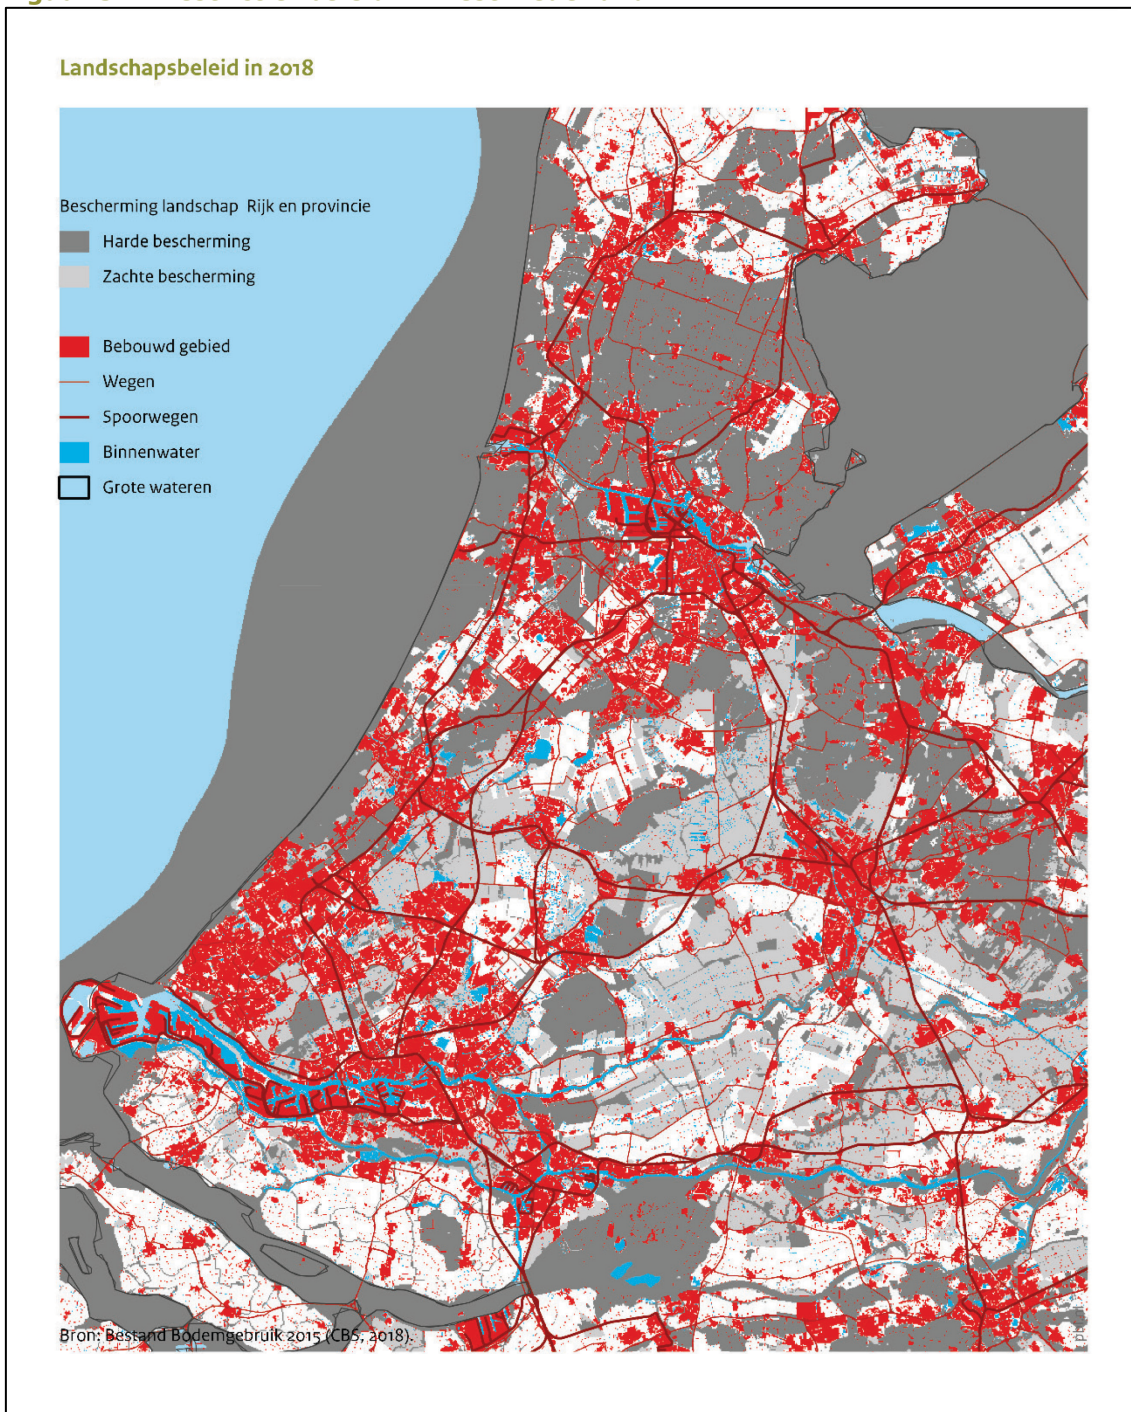 Landschapsbeleid in 2018
Bescherming landschap Rijk en provincie
Harde bescherming
Zachte bescherming
Bebouwd gebied
Wegen
Spoorwegen
Binnenwater
Grote wateren
Bron: Bestand Bodemgebruik 2015 (CBS, 2018).